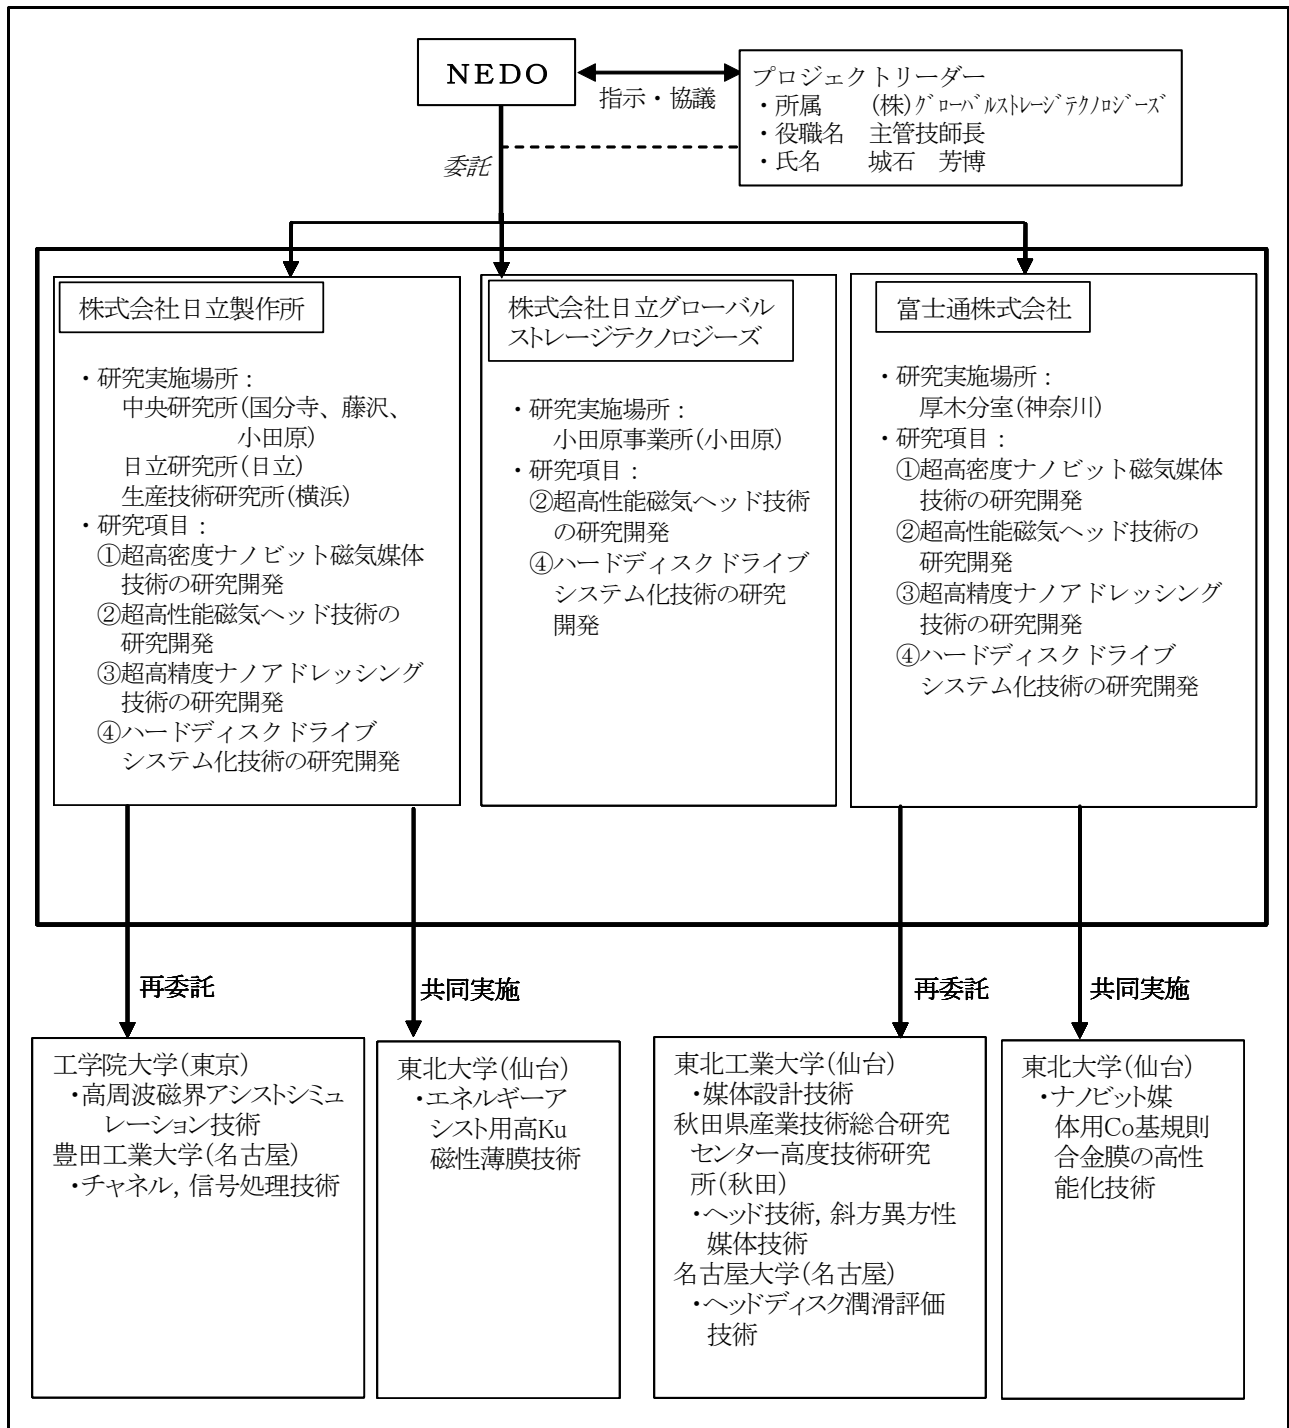 NEDO
指示・協議
プロジェクトリーダー
・所属　　(株)グローバルストレージテクノロジーズ
・役職名　主管技師長
・氏名　　城石　芳博
委託
株式会社日立製作所
・研究実施場所：
中央研究所(国分寺、藤沢、
小田原)
日立研究所(日立)
生産技術研究所(横浜)
・研究項目：
①超高密度ナノビット磁気媒体
技術の研究開発
②超高性能磁気ヘッド技術の
研究開発
③超高精度ナノアドレッシング
技術の研究開発
④ハードディスクドライブ
システム化技術の研究開発
株式会社日立グローバル
ストレージテクノロジーズ
・研究実施場所：
小田原事業所(小田原)
・研究項目：
②超高性能磁気ヘッド技術
の研究開発
④ハードディスクドライブ
システム化技術の研究
開発
富士通株式会社
・研究実施場所：
厚木分室(神奈川)
・研究項目：
①超高密度ナノビット磁気媒体
技術の研究開発
②超高性能磁気ヘッド技術の
研究開発
③超高精度ナノアドレッシング
技術の研究開発
④ハードディスクドライブ
システム化技術の研究開発
再委託
共同実施
再委託
共同実施
工学院大学(東京)
・高周波磁界アシストシミュ
レーション技術
豊田工業大学(名古屋)
・チャネル，信号処理技術
東北大学(仙台)
・エネルギーア
シスト用高Ku
磁性薄膜技術
東北工業大学(仙台)
・媒体設計技術
秋田県産業技術総合研究
センター高度技術研究
所(秋田)
・ヘッド技術，斜方異方性
媒体技術
名古屋大学(名古屋)
・ヘッドディスク潤滑評価
技術
東北大学(仙台)
・ナノビット媒
体用Co基規則
合金膜の高性
能化技術